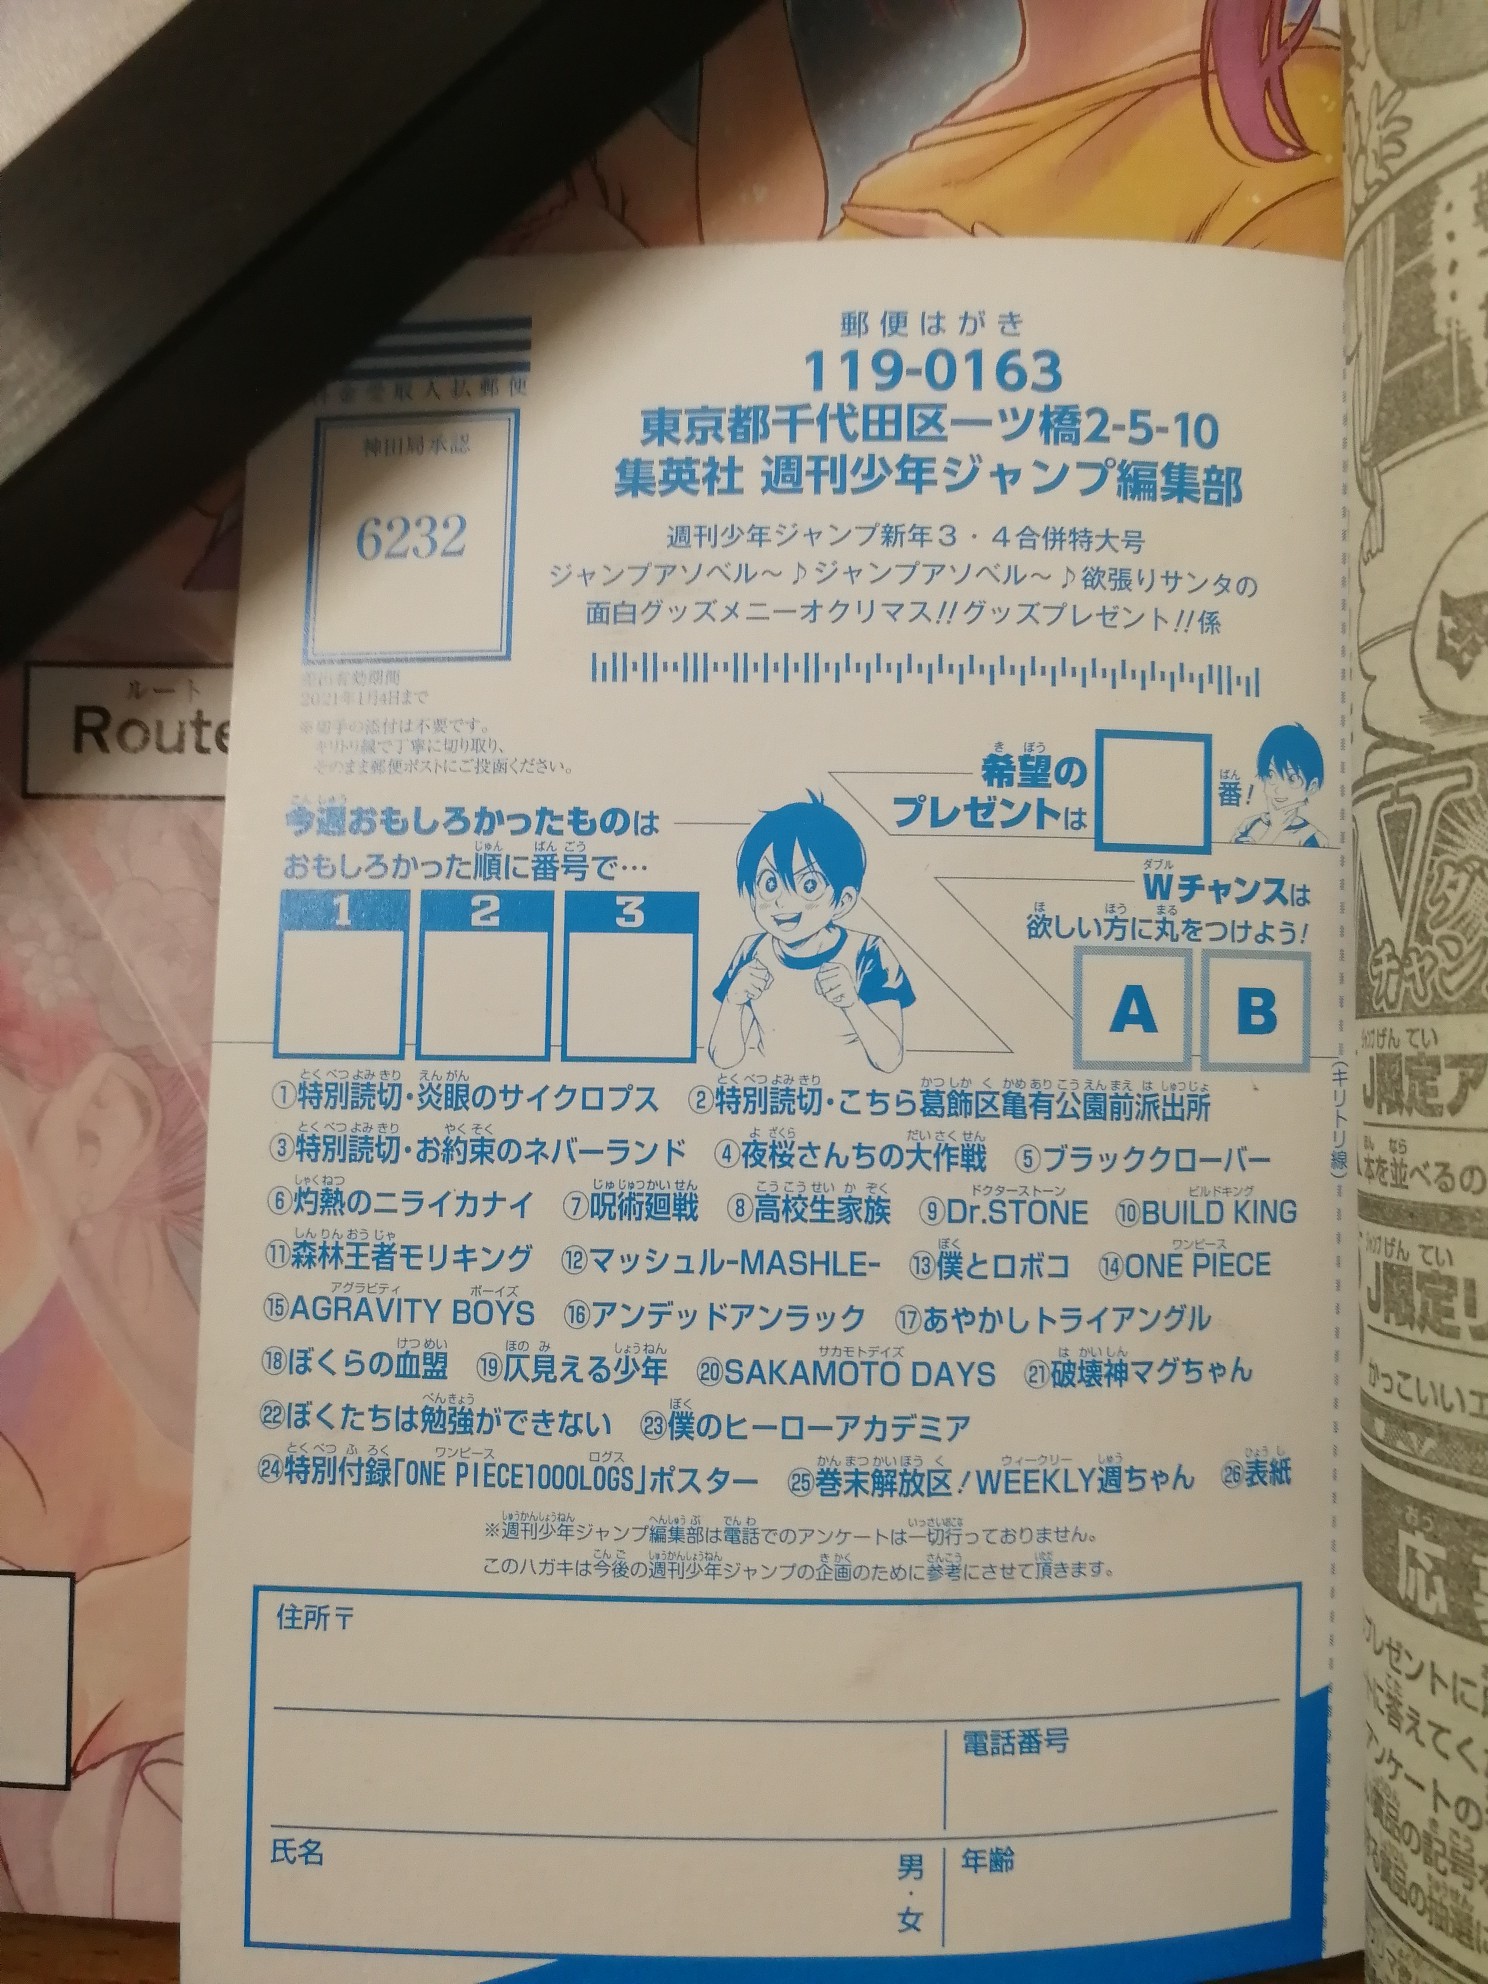 郵便はがき
119-0163
東京都千代田区一ツ橋2-5-10
集英社 週刊少年ジャンプ編集部
週刊少年ジャンプ新年3・4合併特大号
ジャンプアソベル〜♪ジャンプアソベル〜♪欲張りサンタの
面白グッズメニーオクリマス!!グッズプレゼント!!係
料金受取人払郵便
神田局承認
6232
差出有効期間
2021年1月4日まで
※切手の添付は不要です。
キリトリ線で丁寧に切り取り、
そのまま郵便ポストにご投函ください。
ルート
Route
希望の
プレゼントは
番!
今週おもしろかったものは
おもしろかった順に番号で…
1 2 3
Wチャンスは
欲しい方に丸をつけよう!
A B
(キリトリ線)
①特別読切・炎眼のサイクロプス ②特別読切・こちら葛飾区亀有公園前派出所
③特別読切・お約束のネバーランド ④夜桜さんちの大作戦 ⑤ブラッククローバー
⑥灼熱のニライカナイ ⑦呪術廻戦 ⑧高校生家族 ⑨Dr.STONE ⑩BUILD KING
⑪森林王者モリキング ⑫マッシュル-MASHLE- ⑬僕とロボコ ⑭ONE PIECE
⑮AGRAVITY BOYS ⑯アンデッドアンラック ⑰あやかしトライアングル
⑱ぼくらの血盟 ⑲仄見える少年 ⑳SAKAMOTO DAYS ㉑破壊神マグちゃん
㉒ぼくたちは勉強ができない ㉓僕のヒーローアカデミア
㉔特別付録「ONE PIECE1000LOGS」ポスター ㉕巻末解放区!WEEKLY週ちゃん ㉖表紙
※週刊少年ジャンプ編集部は電話でのアンケートは一切行っておりません。
このハガキは今後の週刊少年ジャンプの企画のために参考にさせて頂きます。
住所〒
電話番号
氏名
男・女
年齢
チャン
J限定ア
本を並べるの
J限定リ
かっこいいエ
応
プレゼントに
に答えてく
アンケートの
賞品の記号
賞品の抽選に